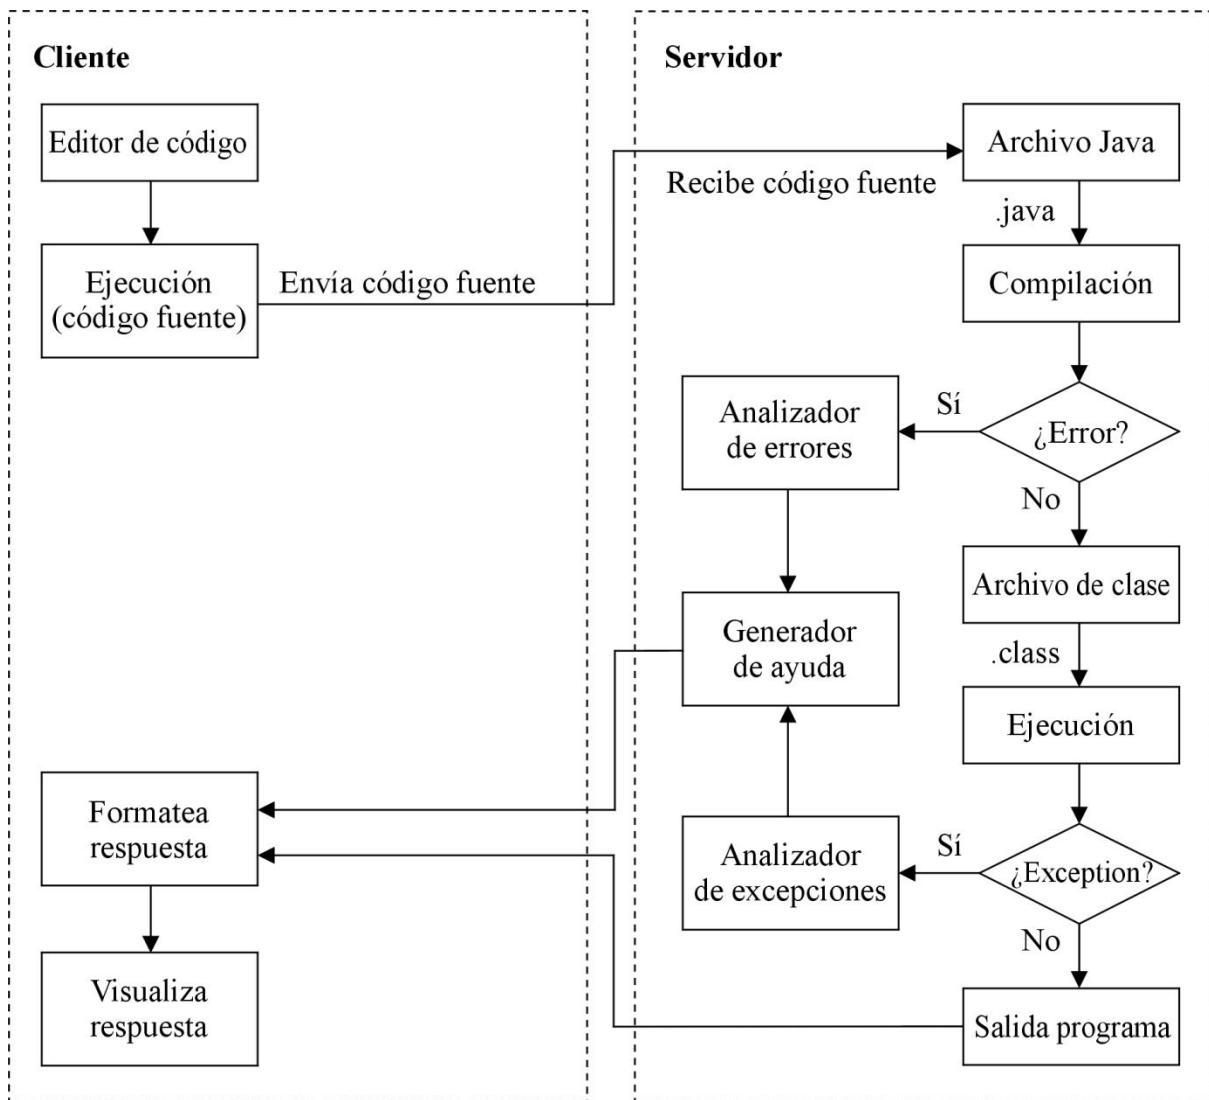 Cliente
Editor de código
Ejecución
(código fuente)
Envía código fuente
Formatea
respuesta
Visualiza
respuesta
Servidor
Recibe código fuente
Archivo Java
.java
Compilación
¿Error?
Sí
Analizador
de errores
No
Archivo de clase
.class
Generador
de ayuda
Ejecución
¿Exception?
Sí
Analizador
de excepciones
No
Salida programa